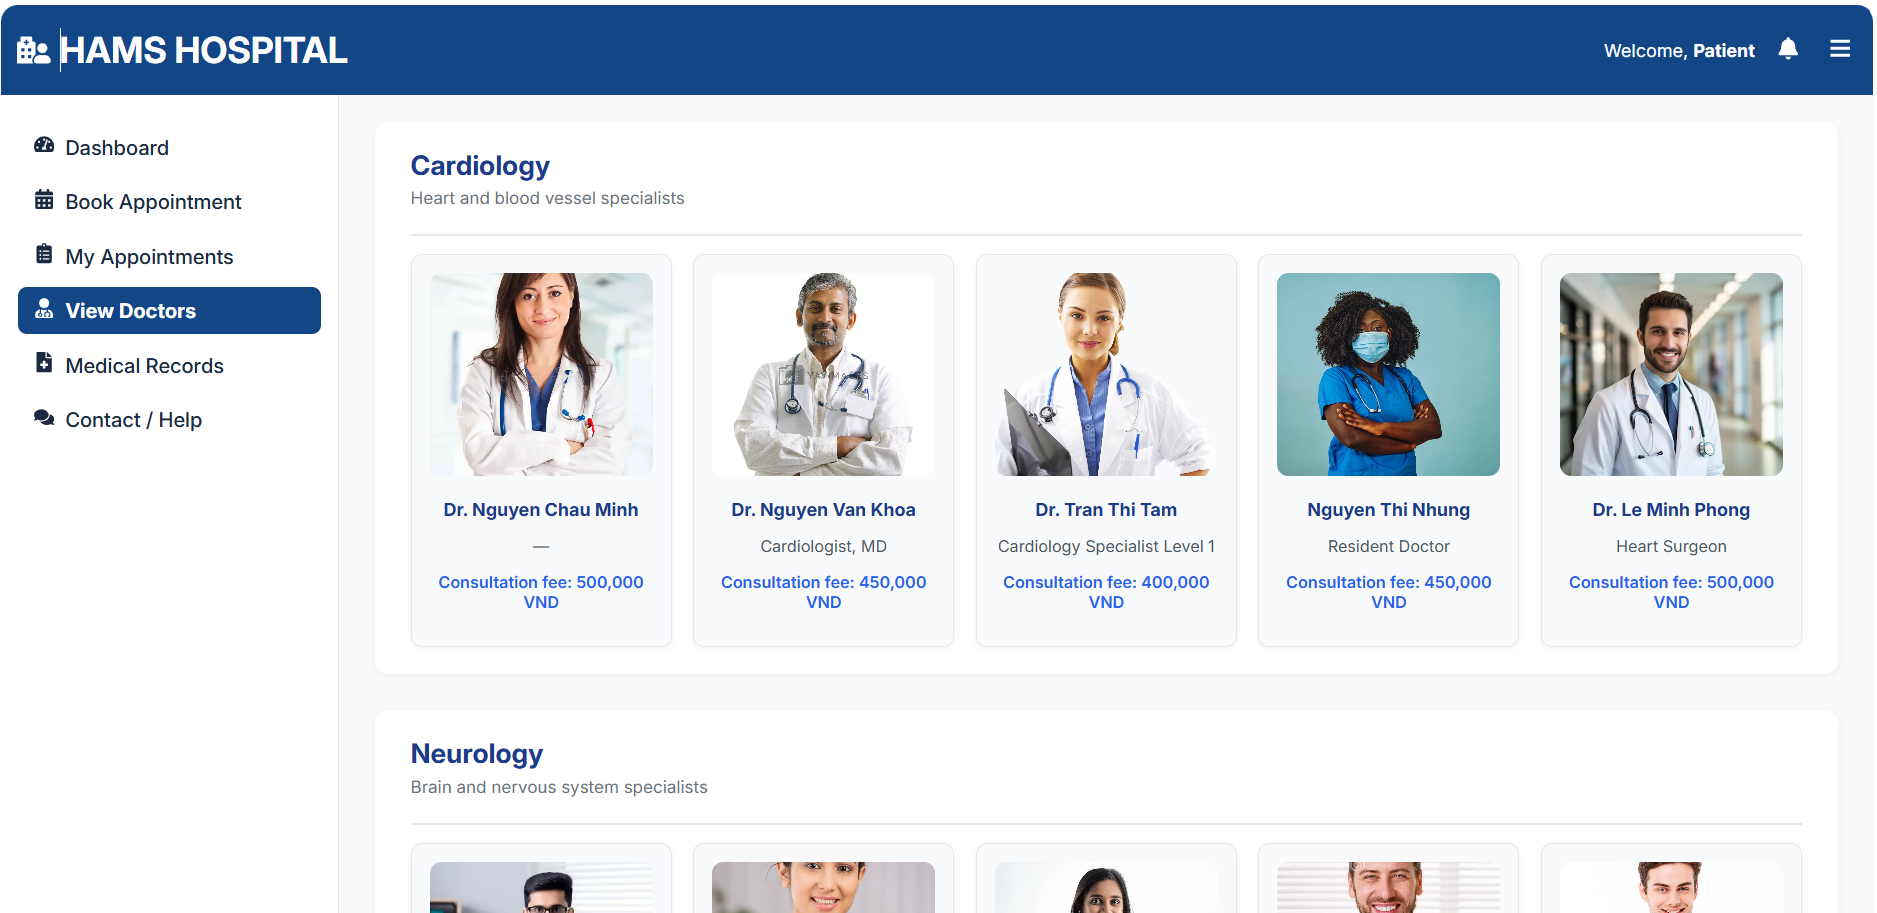 HAMS HOSPITAL
Welcome, Patient
Dashboard
Book Appointment
My Appointments
View Doctors
Medical Records
Contact / Help
Cardiology
Heart and blood vessel specialists
Dr. Nguyen Chau Minh
—
Consultation fee: 500,000
VND
Dr. Nguyen Van Khoa
Cardiologist, MD
Consultation fee: 450,000
VND
Dr. Tran Thi Tam
Cardiology Specialist Level 1
Consultation fee: 400,000
VND
Nguyen Thi Nhung
Resident Doctor
Consultation fee: 450,000
VND
Dr. Le Minh Phong
Heart Surgeon
Consultation fee: 500,000
VND
Neurology
Brain and nervous system specialists